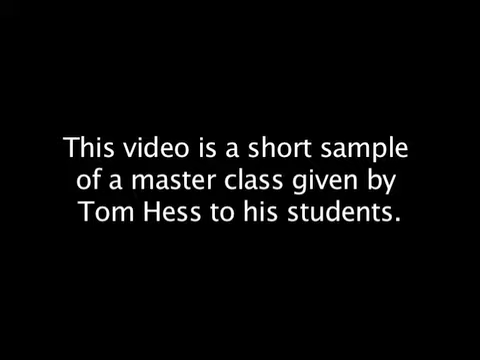 This video is a short sample
of a master class given by
Tom Hess to his students.